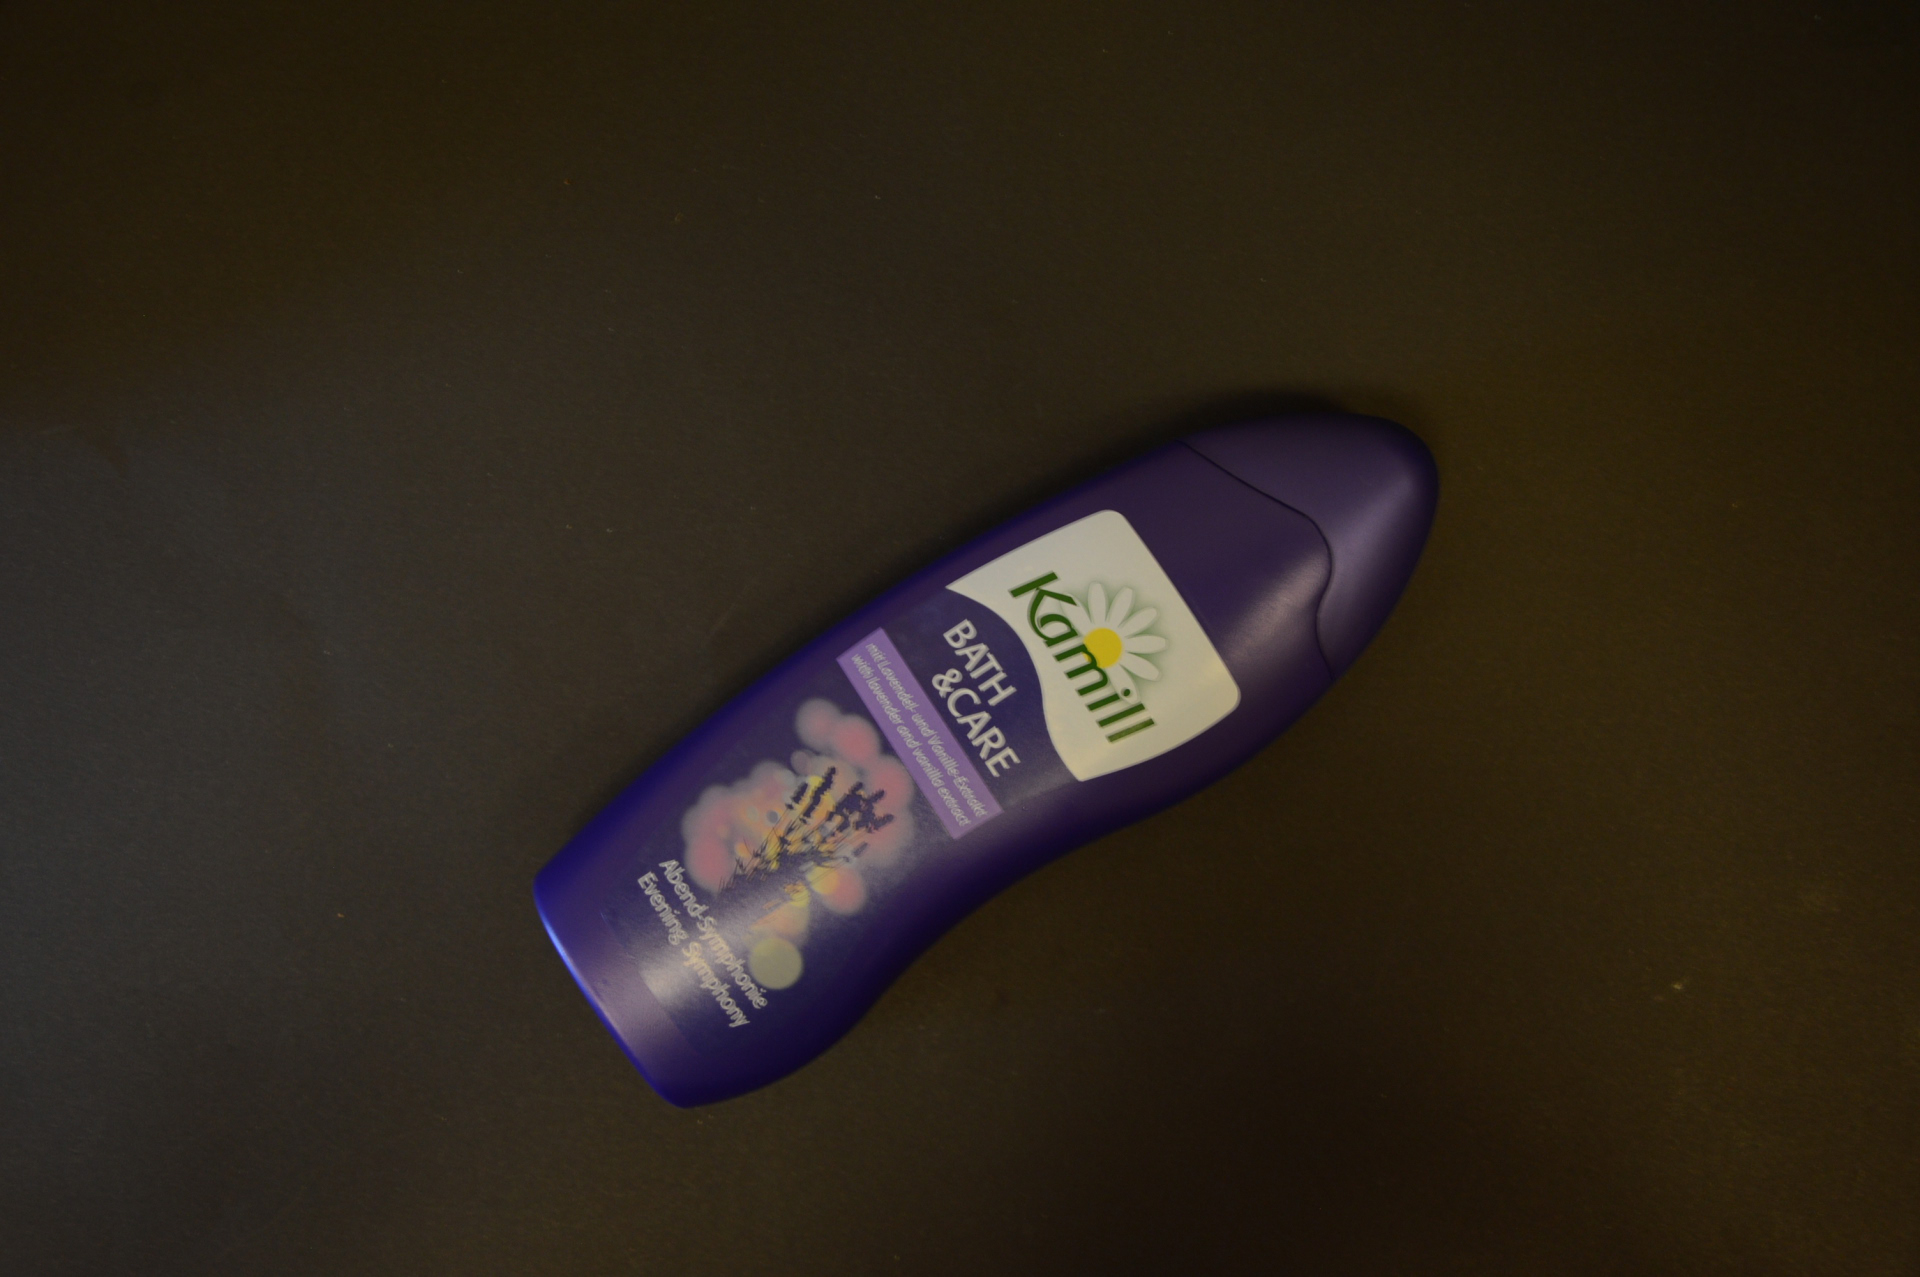 Kamill
BATH
&CARE
mit Lavendel- und Vanille-Extrakt
with lavender and vanilla extract
Abend-Symphonie
Evening Symphony